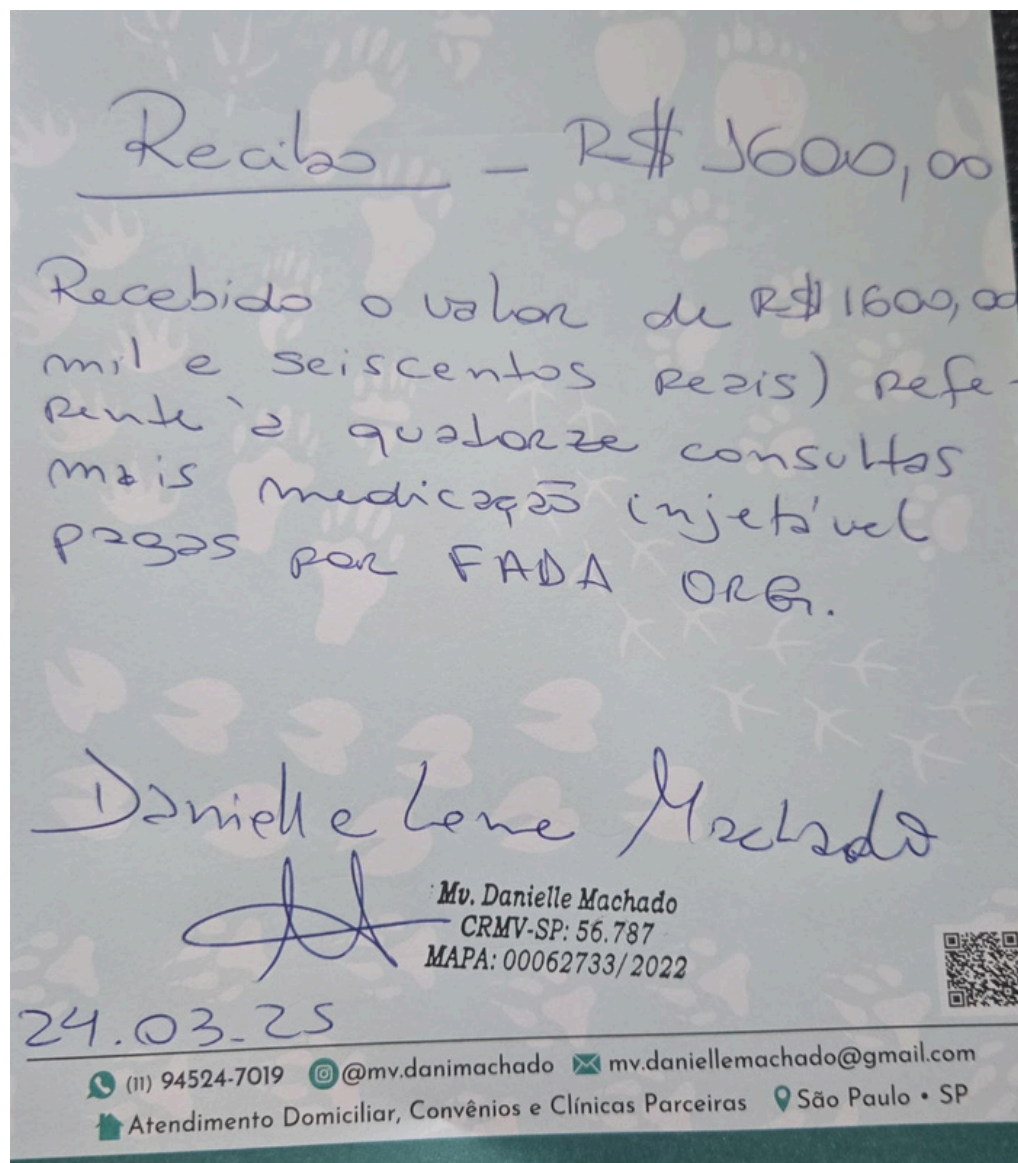 Recibo - R$ 1600,00
Recebido o valor de R$ 1600,00
mil e seiscentos reais) refe-
rente à quatorze consultas
mais medicação injetável
pagas por FADA ORG.
Danielle Leme Machado
Mv. Danielle Machado
CRMV-SP: 56.787
MAPA: 00062733/2022
24.03.25
(11) 94524-7019 @mv.danimachado mv.daniellemachado@gmail.com
Atendimento Domiciliar, Convênios e Clínicas Parceiras São Paulo • SP